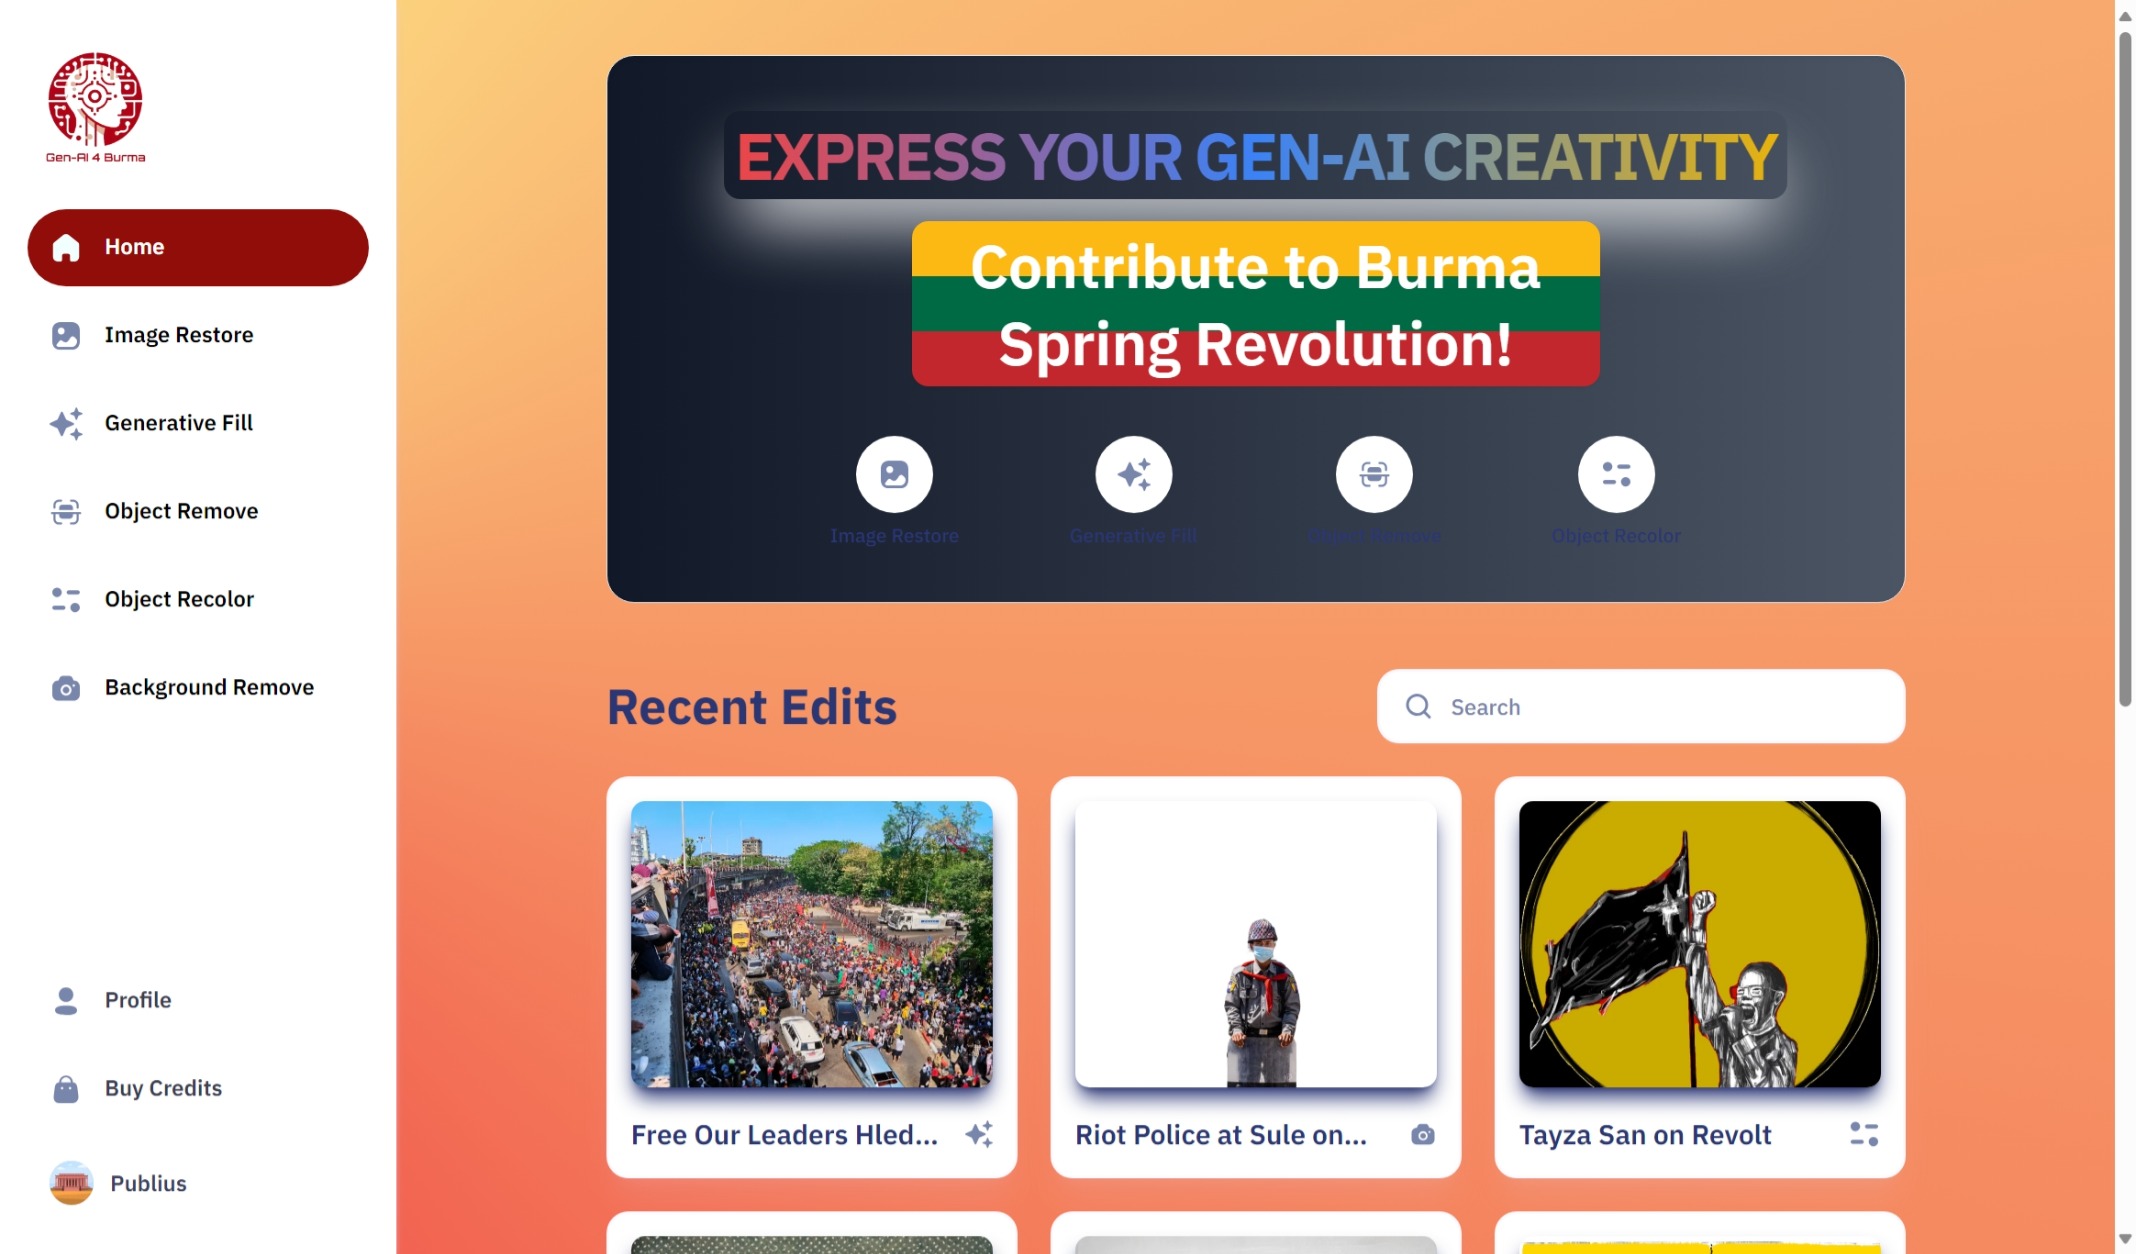 Gen-AI 4 Burma
Home
Image Restore
Generative Fill
Object Remove
Object Recolor
Background Remove
Profile
Buy Credits
Publius
EXPRESS YOUR GEN-AI CREATIVITY
Contribute to Burma
Spring Revolution!
Image Restore
Generative Fill
Object Remove
Object Recolor
Recent Edits
Search
Free Our Leaders Hled...
Riot Police at Sule on...
Tayza San on Revolt